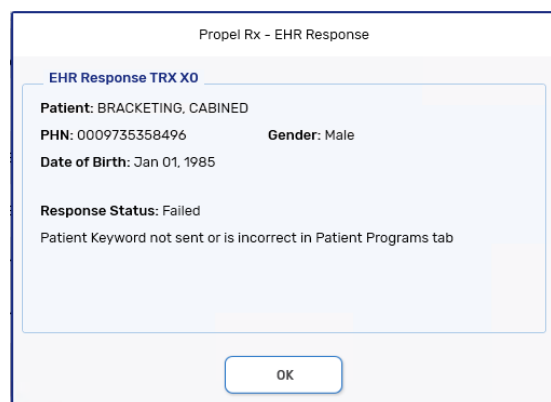 Propel Rx - EHR Response
EHR Response TRX X0
Patient: BRACKETING, CABINED
PHN: 0009735358496 Gender: Male
Date of Birth: Jan 01, 1985
Response Status: Failed
Patient Keyword not sent or is incorrect in Patient Programs tab
OK